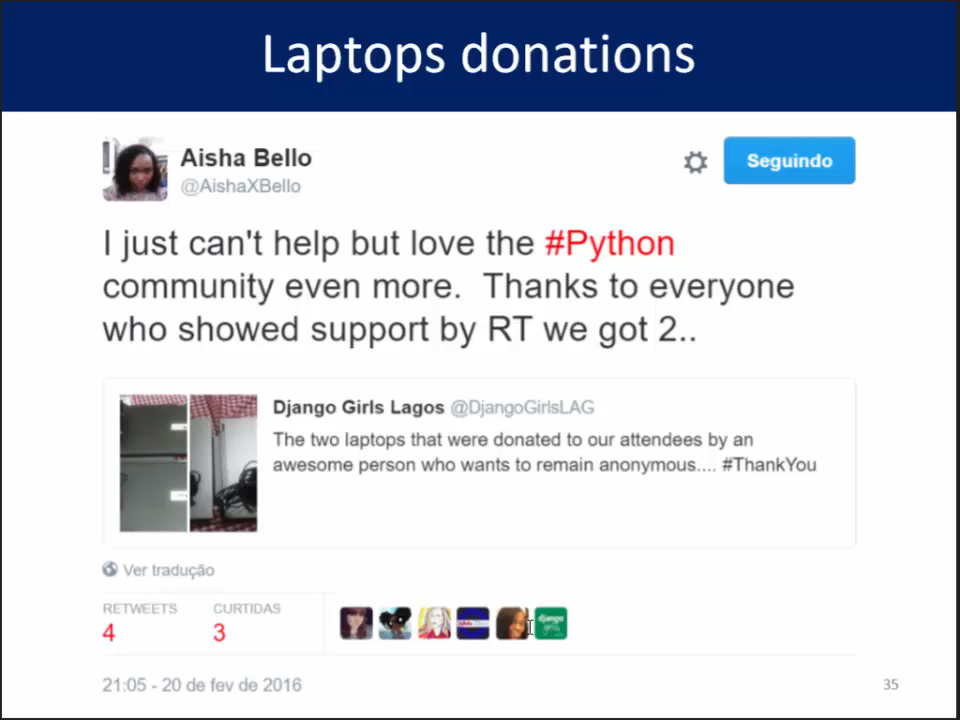 Laptops donations
Aisha Bello
@AishaXBello
Seguindo
I just can't help but love the #Python
community even more. Thanks to everyone
who showed support by RT we got 2..
Django Girls Lagos @DjangoGirlsLAG
The two laptops that were donated to our attendees by an
awesome person who wants to remain anonymous.... #ThankYou
Ver tradução
RETWEETS CURTIDAS
4 3
django
girls
21:05 - 20 de fev de 2016
35